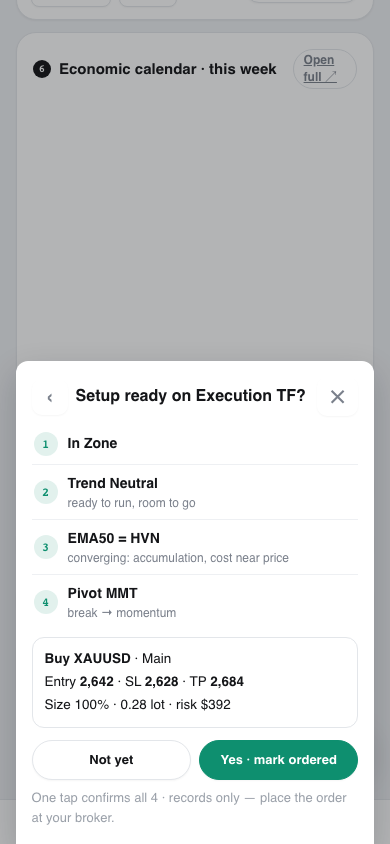 6 Economic calendar · this week
Open
full ↗
‹ Setup ready on Execution TF? ✕
1 In Zone
2 Trend Neutral
ready to run, room to go
3 EMA50 = HVN
converging: accumulation, cost near price
4 Pivot MMT
break → momentum
Buy XAUUSD · Main
Entry 2,642 · SL 2,628 · TP 2,684
Size 100% · 0.28 lot · risk $392
Not yet
Yes · mark ordered
One tap confirms all 4 · records only — place the order
at your broker.